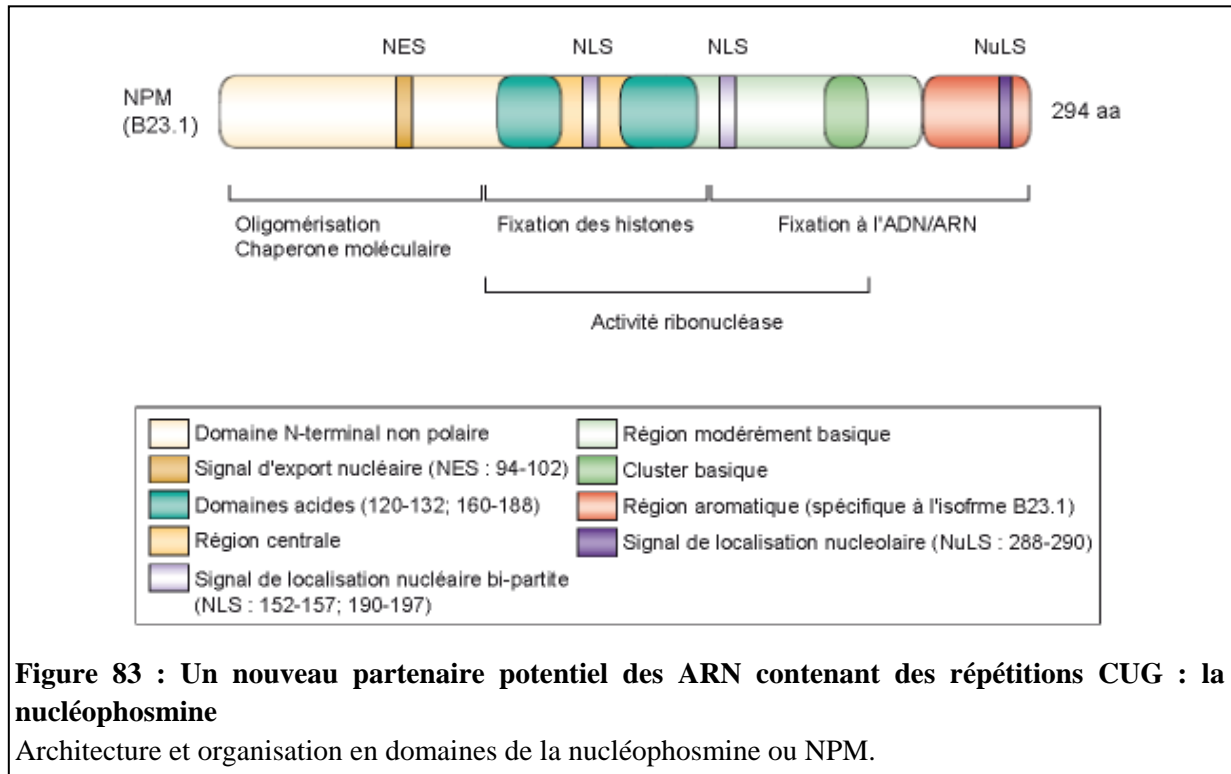 NES NLS NLS NuLS
NPM
(B23.1)
294 aa
Oligomérisation
Chaperone moléculaire
Fixation des histones
Fixation à l'ADN/ARN
Activité ribonucléase
Domaine N-terminal non polaire
Signal d'export nucléaire (NES : 94-102)
Domaines acides (120-132; 160-188)
Région centrale
Signal de localisation nucléaire bi-partite
(NLS : 152-157; 190-197)
Région modérément basique
Cluster basique
Région aromatique (spécifique à l'isofrme B23.1)
Signal de localisation nucleolaire (NuLS : 288-290)
Figure 83 : Un nouveau partenaire potentiel des ARN contenant des répétitions CUG : la
nucléophosmine
Architecture et organisation en domaines de la nucléophosmine ou NPM.